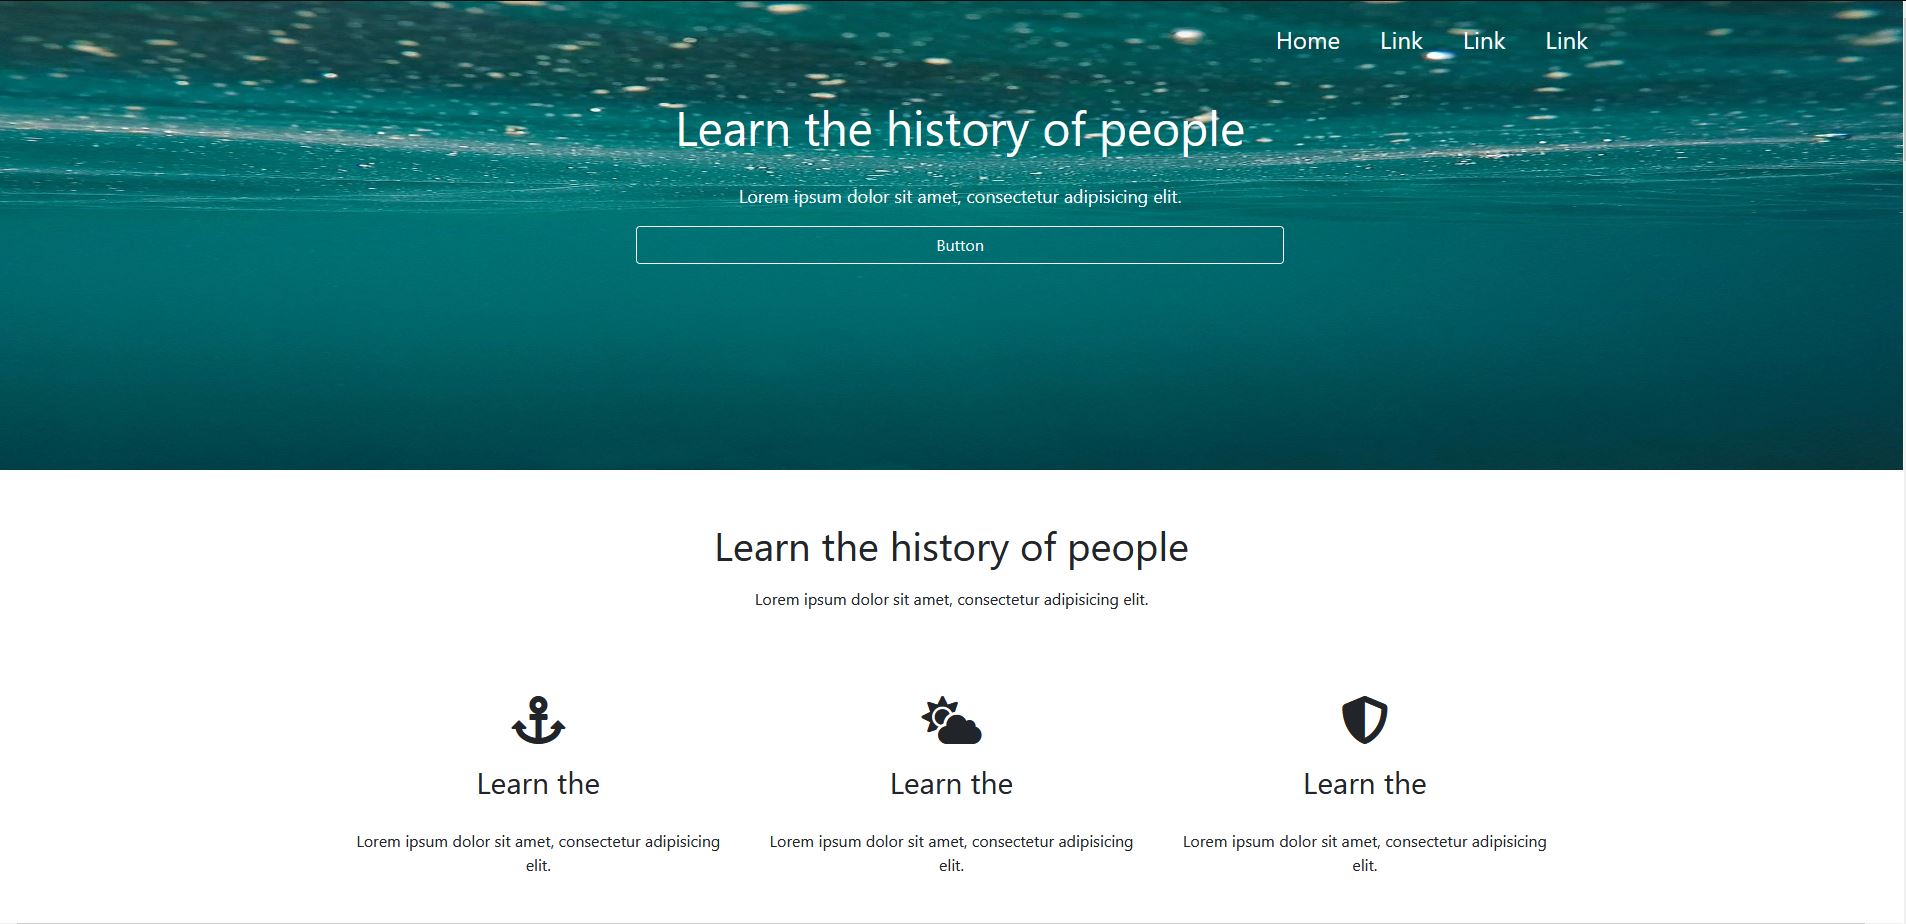 Home Link Link Link
Learn the history of people
Lorem ipsum dolor sit amet, consectetur adipisicing elit.
Button
Learn the history of people
Lorem ipsum dolor sit amet, consectetur adipisicing elit.
Learn the
Lorem ipsum dolor sit amet, consectetur adipisicing
elit.
Learn the
Lorem ipsum dolor sit amet, consectetur adipisicing
elit.
Learn the
Lorem ipsum dolor sit amet, consectetur adipisicing
elit.